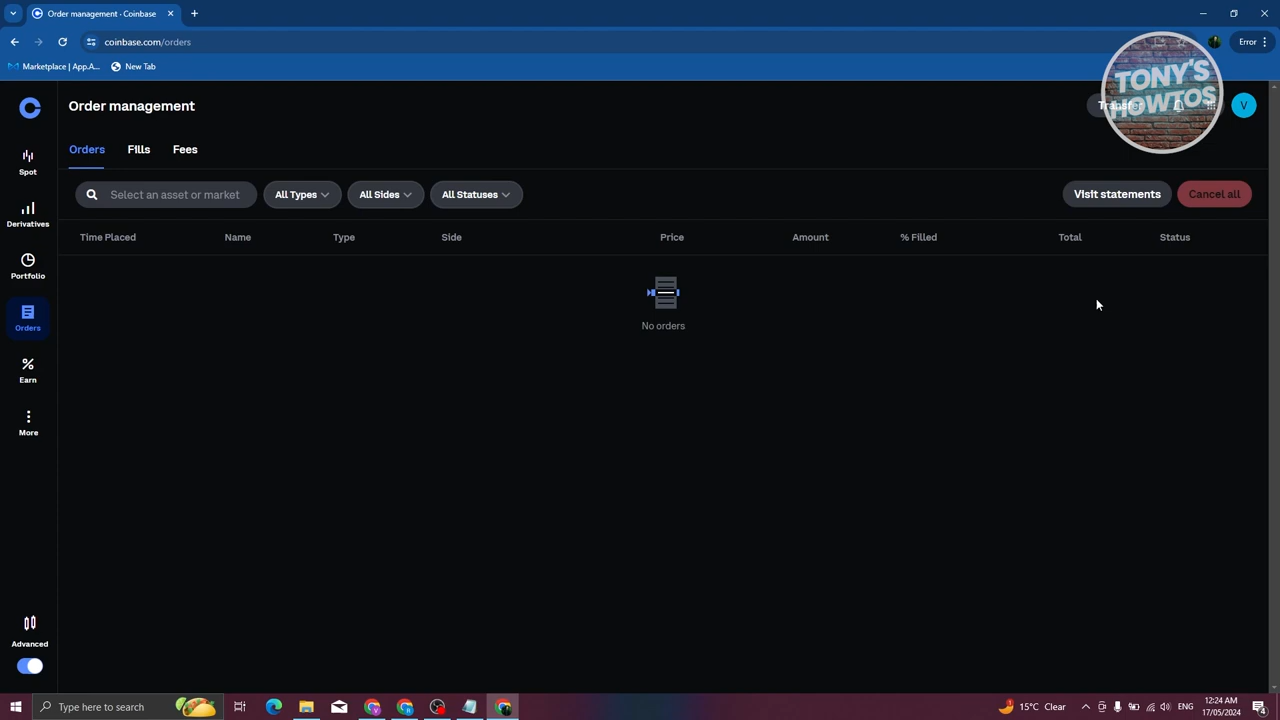 Order management - Coinbase
coinbase.com/orders
Error
Marketplace | App.A...
New Tab
TONY'S
HOWTOS
Order management
Transfer
V
Orders
Fills
Fees
Select an asset or market
All Types
All Sides
All Statuses
Visit statements
Cancel all
Time Placed
Name
Type
Side
Price
Amount
% Filled
Total
Status
No orders
Spot
Derivatives
Portfolio
Orders
Earn
More
Advanced
Type here to search
15°C Clear
12:24 AM
17/05/2024
4